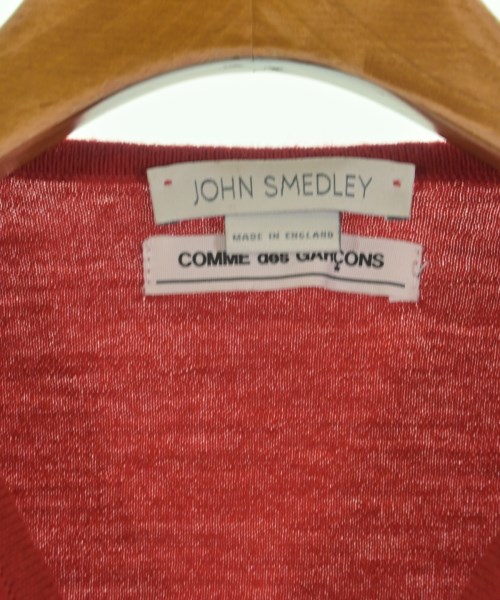 JOHN SMEDLEY
MADE IN ENGLAND
COMME des GARÇONS